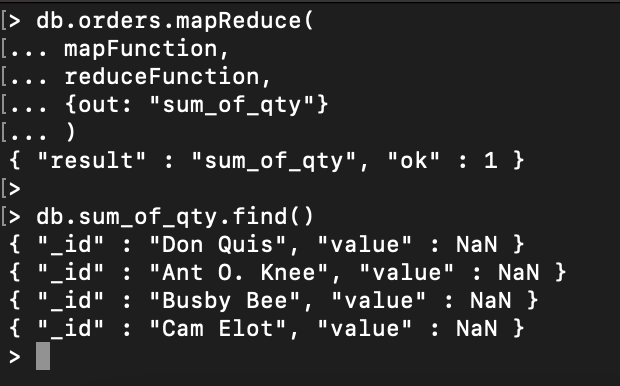 [> db.orders.mapReduce(
[... mapFunction,
[... reduceFunction,
[... {out: "sum_of_qty"}
[... )
{ "result" : "sum_of_qty", "ok" : 1 }
[>
[> db.sum_of_qty.find()
{ "_id" : "Don Quis", "value" : NaN }
{ "_id" : "Ant O. Knee", "value" : NaN }
{ "_id" : "Busby Bee", "value" : NaN }
{ "_id" : "Cam Elot", "value" : NaN }
>